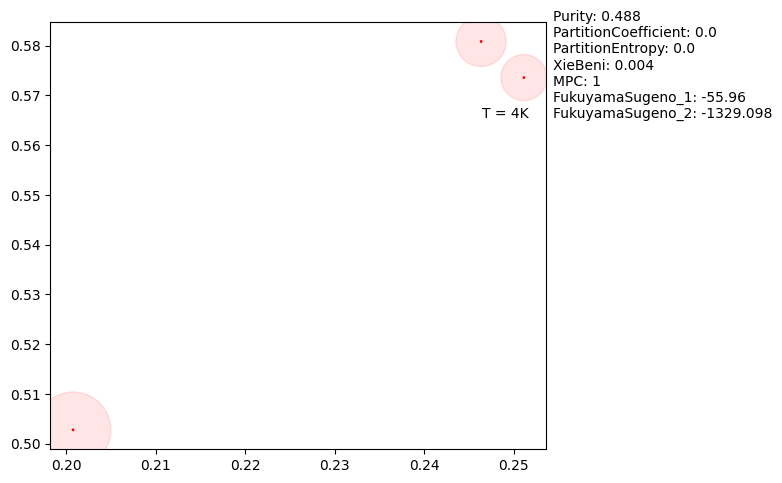 Purity: 0.488
PartitionCoefficient: 0.0
PartitionEntropy: 0.0
XieBeni: 0.004
MPC: 1
FukuyamaSugeno_1: -55.96
FukuyamaSugeno_2: -1329.098
T = 4K
0.58
0.57
0.56
0.55
0.54
0.53
0.52
0.51
0.50
0.20 0.21 0.22 0.23 0.24 0.25